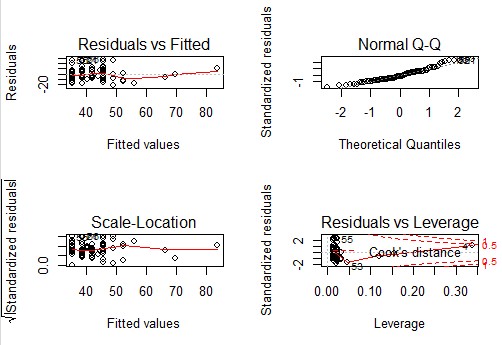 Residuals vs Fitted
Residuals
-20
40 50 60 70 80
Fitted values
Normal Q-Q
Standardized residuals
-1
-2 -1 0 1 2
Theoretical Quantiles
Scale-Location
√|Standardized residuals|
0.0
40 50 60 70 80
Fitted values
Residuals vs Leverage
Standardized residuals
2
-2
55
53
Cook's distance
1
0.5
0.5
1
0.00 0.10 0.20 0.30
Leverage